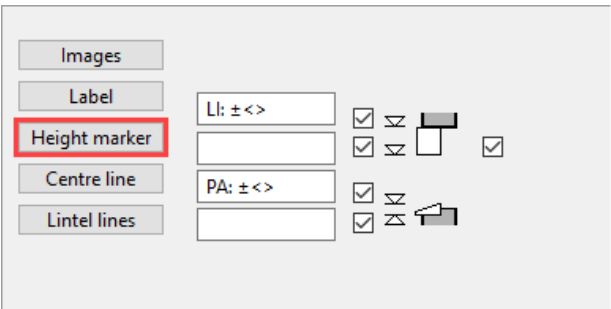 Images
Label
Height marker
Centre line
Lintel lines
LI: ±<>
PA: ±<>